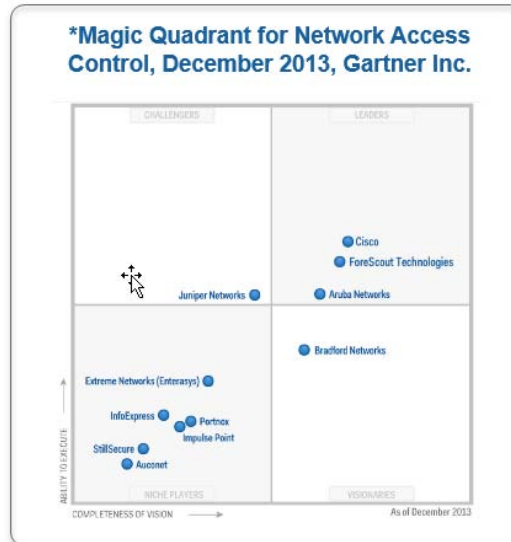 *Magic Quadrant for Network Access
Control, December 2013, Gartner Inc.
CHALLENGERS
LEADERS
Cisco
ForeScout Technologies
Juniper Networks
Aruba Networks
Bradford Networks
Extreme Networks (Enterasys)
InfoExpress
Portnox
Impulse Point
StillSecure
Auconet
NICHE PLAYERS
VISIONARIES
ABILITY TO EXECUTE
COMPLETENESS OF VISION
As of December 2013